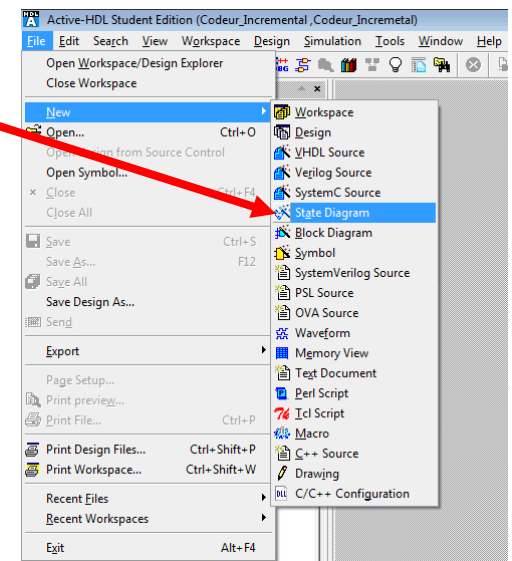 Active-HDL Student Edition (Codeur_Incremental ,Codeur_Incremetal)
File Edit Search View Workspace Design Simulation Tools Window Help
Open Workspace/Design Explorer
Close Workspace
New
Open... Ctrl+O
Open Design from Source Control
Open Symbol...
Close Ctrl+F4
Close All
Save Ctrl+S
Save As... F12
Save All
Save Design As...
Send
Export
Page Setup...
Print preview...
Print File... Ctrl+P
Print Design Files... Ctrl+Shift+P
Print Workspace... Ctrl+Shift+W
Recent Files
Recent Workspaces
Exit Alt+F4
Workspace
Design
VHDL Source
Verilog Source
SystemC Source
State Diagram
Block Diagram
Symbol
SystemVerilog Source
PSL Source
OVA Source
Waveform
Memory View
Text Document
Perl Script
Tcl Script
Macro
C++ Source
Drawing
C/C++ Configuration